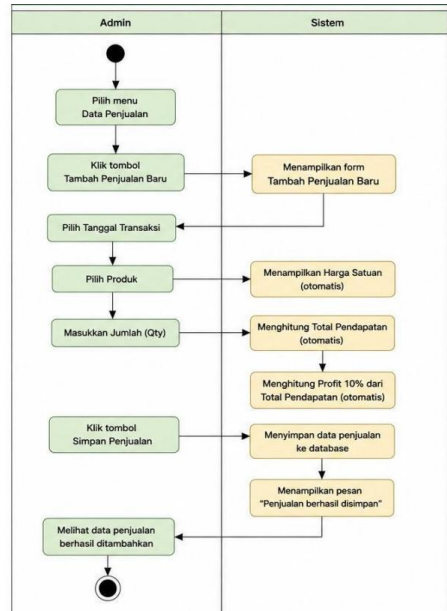 Admin
Sistem
Pilih menu
Data Penjualan
Klik tombol
Tambah Penjualan Baru
Menampilkan form
Tambah Penjualan Baru
Pilih Tanggal Transaksi
Pilih Produk
Menampilkan Harga Satuan
(otomatis)
Masukkan Jumlah (Qty)
Menghitung Total Pendapatan
(otomatis)
Menghitung Profit 10% dari
Total Pendapatan (otomatis)
Klik tombol
Simpan Penjualan
Menyimpan data penjualan
ke database
Menampilkan pesan
“Penjualan berhasil disimpan”
Melihat data penjualan
berhasil ditambahkan